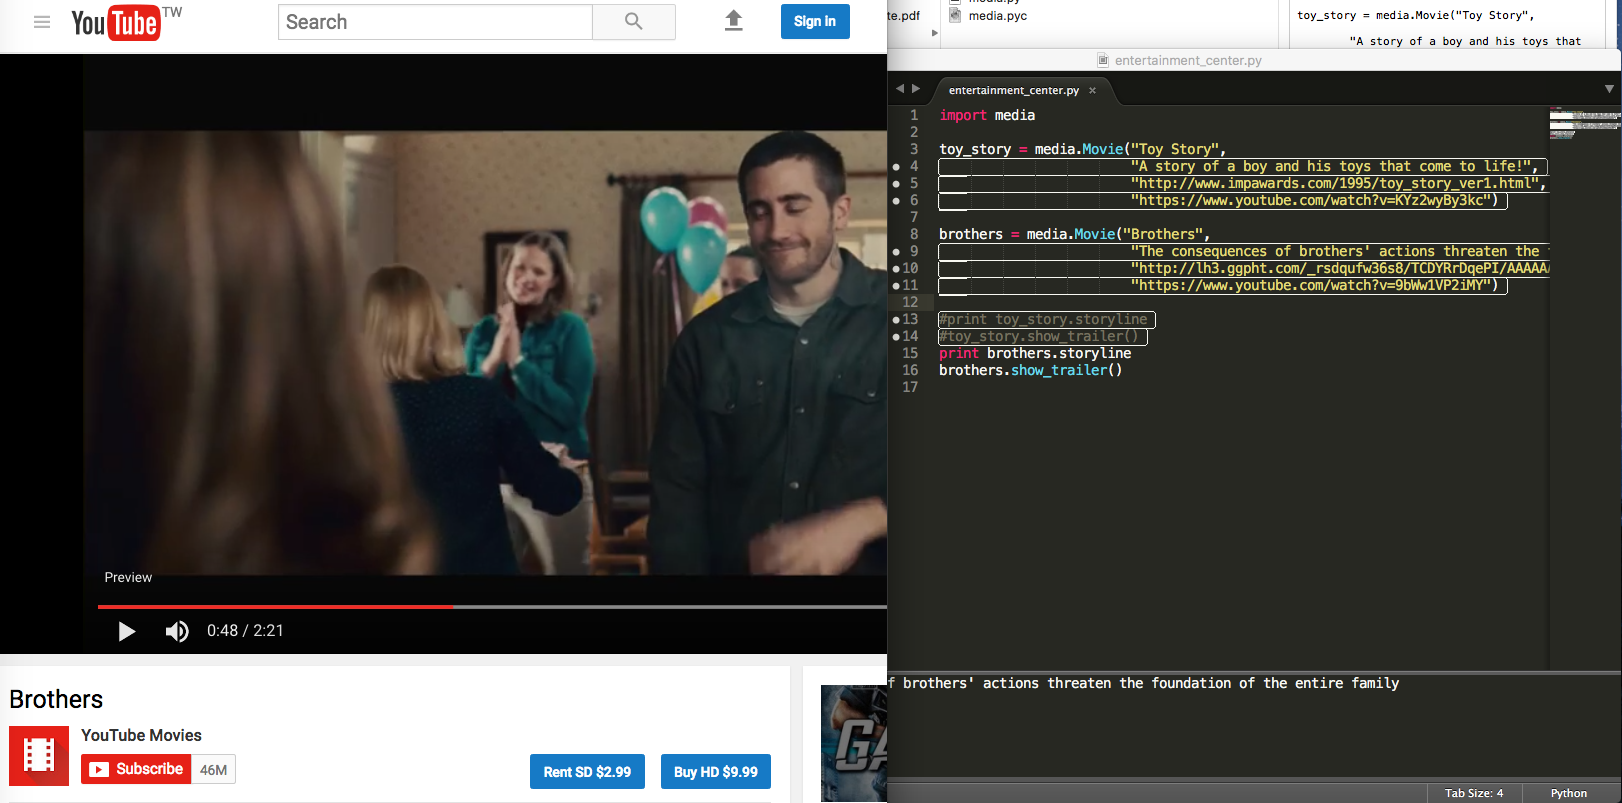 YouTube TW
Search
Sign in
Preview
0:48 / 2:21
Brothers
YouTube Movies
Subscribe 46M
Rent SD $2.99
Buy HD $9.99
te.pdf
media.py
media.pyc
toy_story = media.Movie("Toy Story",
"A story of a boy and his toys that
entertainment_center.py
entertainment_center.py ×
1 import media
2
3 toy_story = media.Movie("Toy Story",
4 "A story of a boy and his toys that come to life!",
5 "http://www.impawards.com/1995/toy_story_ver1.html",
6 "https://www.youtube.com/watch?v=KYz2wyBy3kc")
7
8 brothers = media.Movie("Brothers",
9 "The consequences of brothers' actions threaten the
10 "http://lh3.ggpht.com/_rsdqufw36s8/TCDYRrDqePI/AAAAA
11 "https://www.youtube.com/watch?v=9bWw1VP2iMY")
12
13 #print toy_story.storyline
14 #toy_story.show_trailer()
15 print brothers.storyline
16 brothers.show_trailer()
17
f brothers' actions threaten the foundation of the entire family
Tab Size: 4
Python